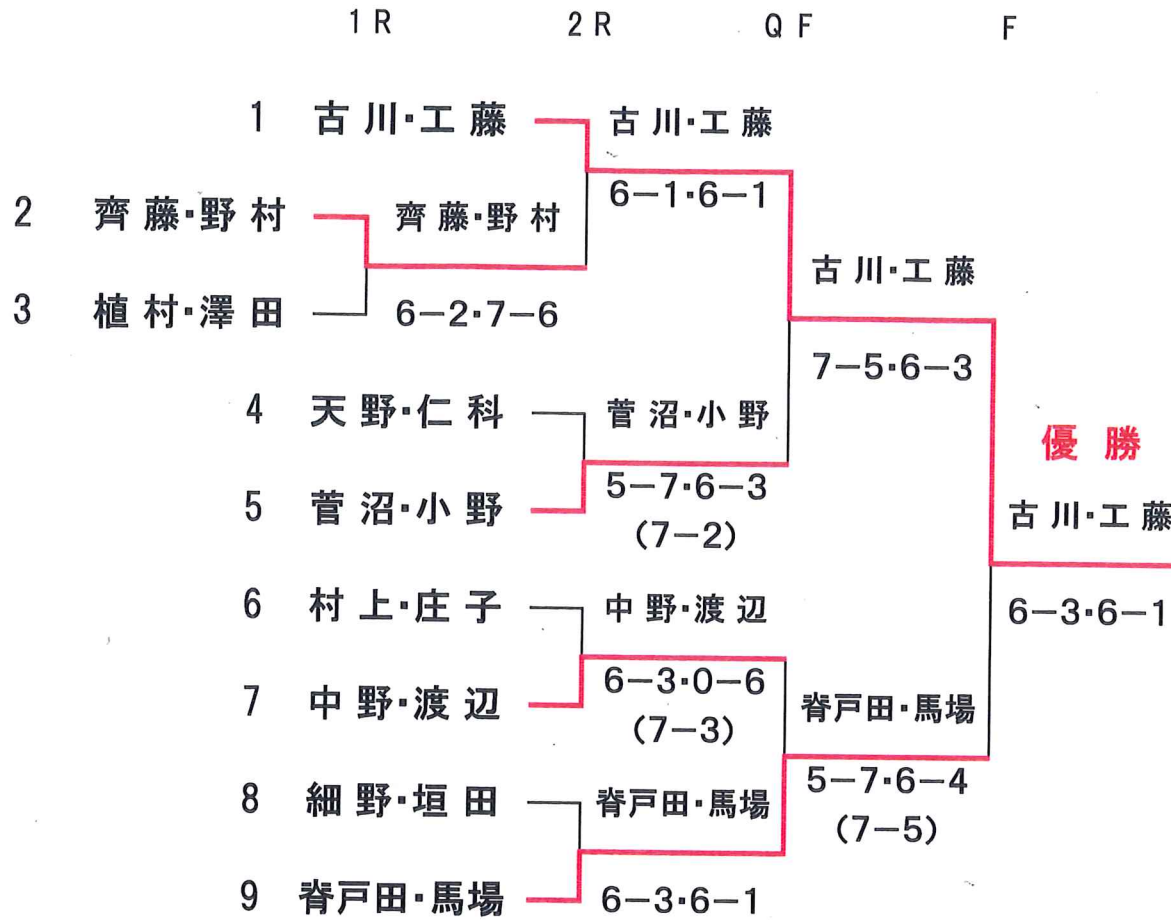 1R 2R QF F
1 古川・工藤 古川・工藤
6−1・6−1
2 齊藤・野村 齊藤・野村
古川・工藤
3 植村・澤田 6−2・7−6
7−5・6−3
4 天野・仁科 菅沼・小野
優勝
5−7・6−3
5 菅沼・小野 古川・工藤
(7−2)
6 村上・庄子 中野・渡辺 6−3・6−1
6−3・0−6
7 中野・渡辺 脊戸田・馬場
(7−3)
5−7・6−4
8 細野・垣田 脊戸田・馬場
(7−5)
9 脊戸田・馬場 6−3・6−1